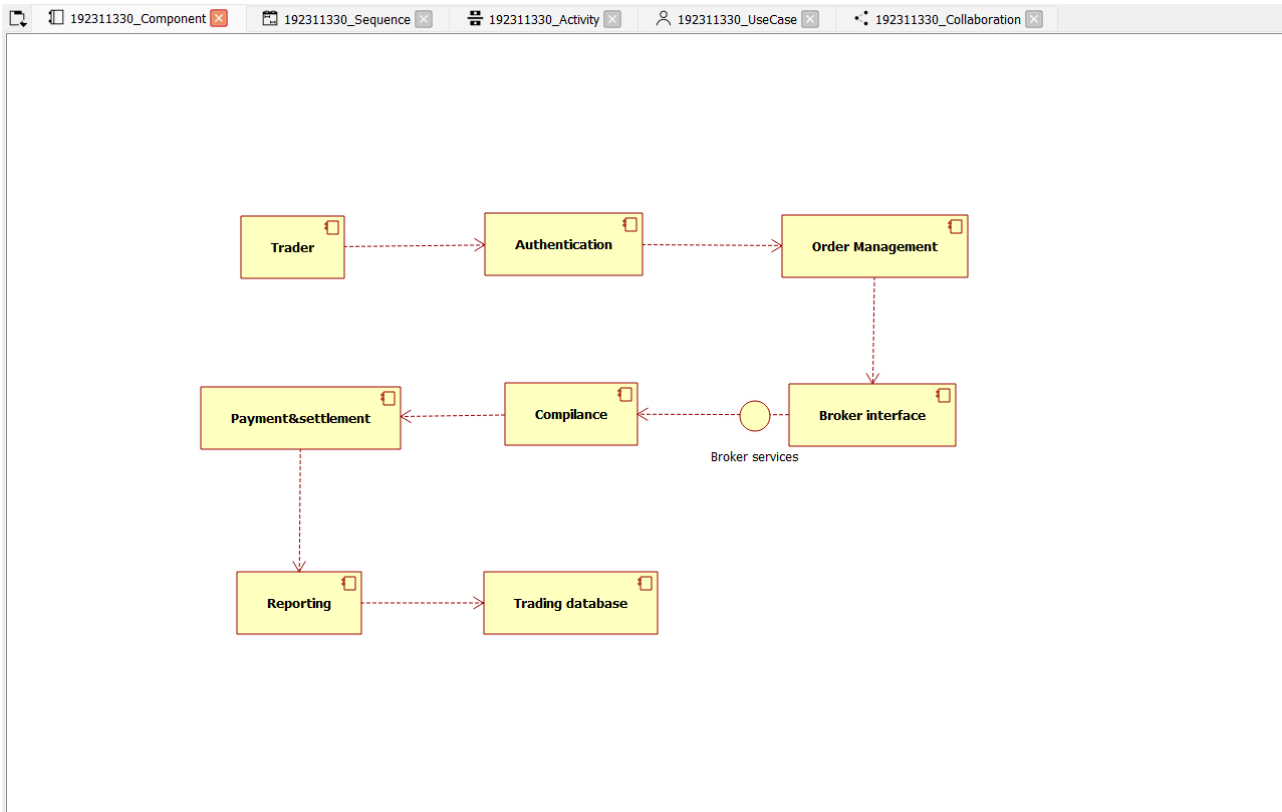 192311330_Component
192311330_Sequence
192311330_Activity
192311330_UseCase
192311330_Collaboration
Trader
Authentication
Order Management
Payment&settlement
Compilance
Broker interface
Broker services
Reporting
Trading database